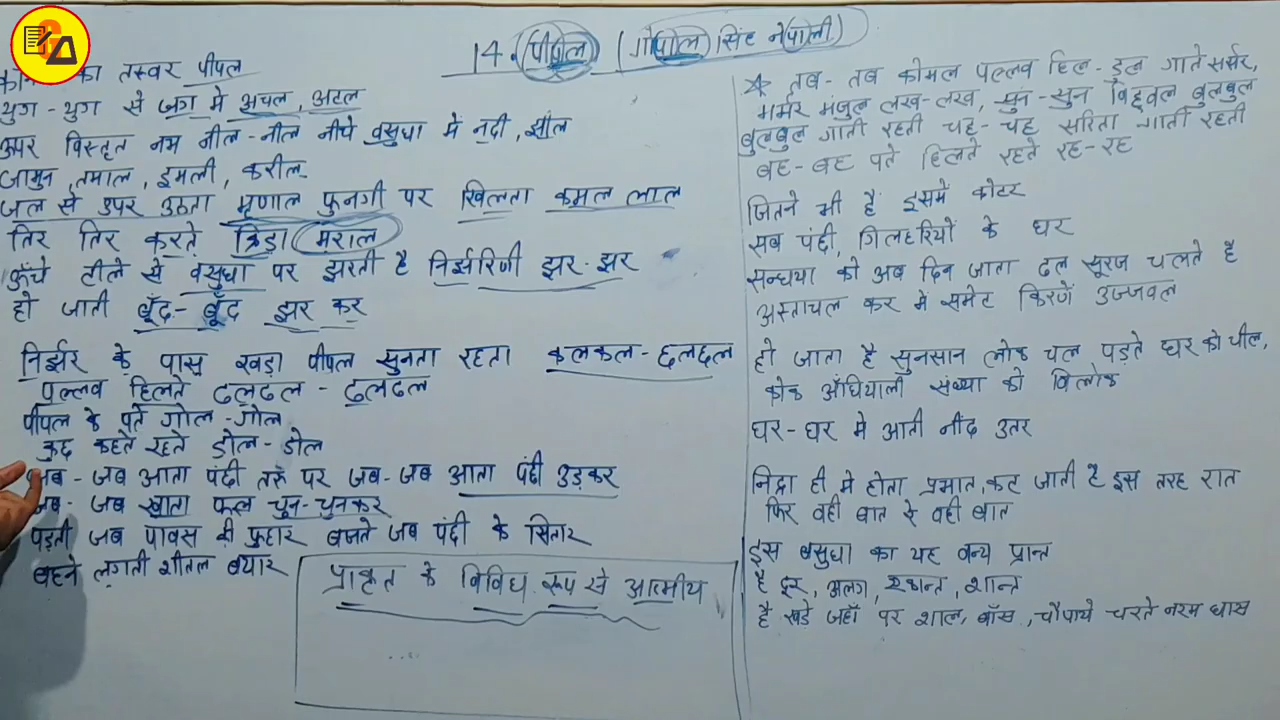 14. पीपल (गोपाल सिंह नेपाली)
का तरुवर पीपल
युग-युग से जग मे अचल, अटल
ऊपर विस्तृत नभ नील-नील नीचे वसुधा में नदी, झील
जामुन, तमाल, इमली, करील
जल से उपर उठता मृणाल फुनगी पर खिलता कमल लाल
तिर तिर करते क्रिड़ा मराल
ऊँचे टीले से वसुधा पर झरती है निर्झरिणी झर-झर
हो जाती बूँद-बूँद झर कर
निर्झर के पास खड़ा पीपल सुनता रहता कलकल-छलछल
पल्लव हिलते ढलढल-ढलढल
पीपल के पते गोल-गोल
कुछ कहते रहते डोल-डोल
जब-जब आता पंछी तरू पर जब-जब आता पंछी उड़कर
जब-जब खाता फल चुन-चुनकर
पड़ती जब पावस की फुहार बजते जब पंछी के सितार
बहने लगती शीतल बयार
प्राकृत के विविध रूप से आत्मीय
☆ तब-तब कोमल पल्लव हिल-डुल गाते सर्सर,
मर्मर मंजुल लख-लख, सुन-सुन विह्वल बुलबुल
बुलबुल गाती रहती चह-चह सरिता गाती रहती
बह-बह पते हिलते रहते रह-रह
जितने भी हैं इसमें कोटर
सब पंछी, गिलहरियों के घर
सन्धया को अब दिन जाता ढल सूरज चलते है
अस्ताचल कर मे समेट किरणें उज्जवल
हो जाता है सुनसान लोक चल पड़ते घर को चील,
कोक अँधियाली संध्या को विलोक
घर-घर मे आती नींद उतर
निद्रा ही मे होता प्रभात, कट जाती है इस तरह रात
फिर वही बात रे वही बात
इस बसुधा का यह वन्य प्रान्त
है दूर, अलग, एकान्त, शान्त
है खडे जहाँ पर शाल, बाँस, चौपाये चरते नरम घास